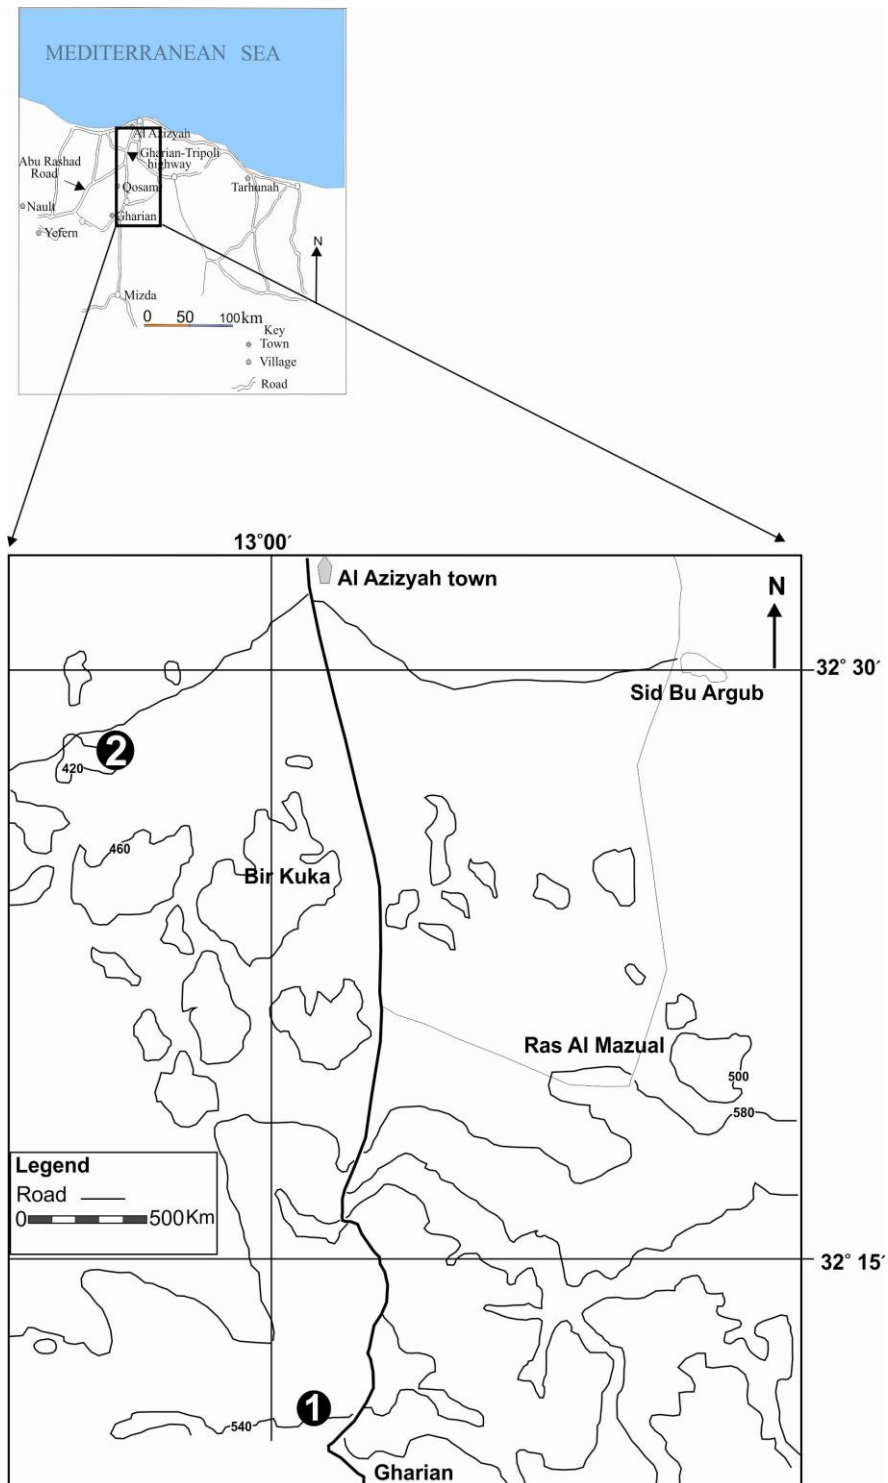 MEDITERRANEAN SEA
Al Azizyah
Gharian-Tripoli
highway
Abu Rashad
Road
Qosam
Tarhunah
Nault
Gharian
Yefern
N
Mizda
0 50 100km
Key
Town
Village
Road
13°00′
Al Azizyah town
N
32° 30′
Sid Bu Argub
2
420
460
Bir Kuka
Ras Al Mazual
500
580
Legend
Road
0 500Km
32° 15′
1
540
Gharian